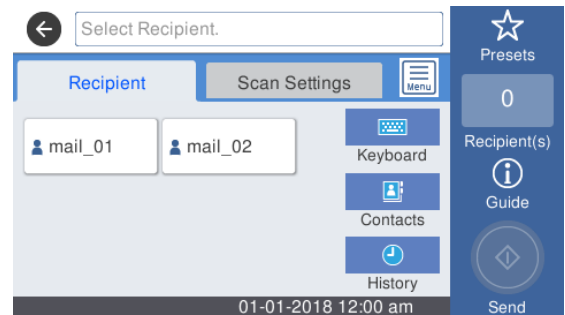 Select Recipient.
Presets
Recipient
Scan Settings
Menu
0
Recipient(s)
mail_01
mail_02
Keyboard
Guide
Contacts
History
01-01-2018 12:00 am
Send